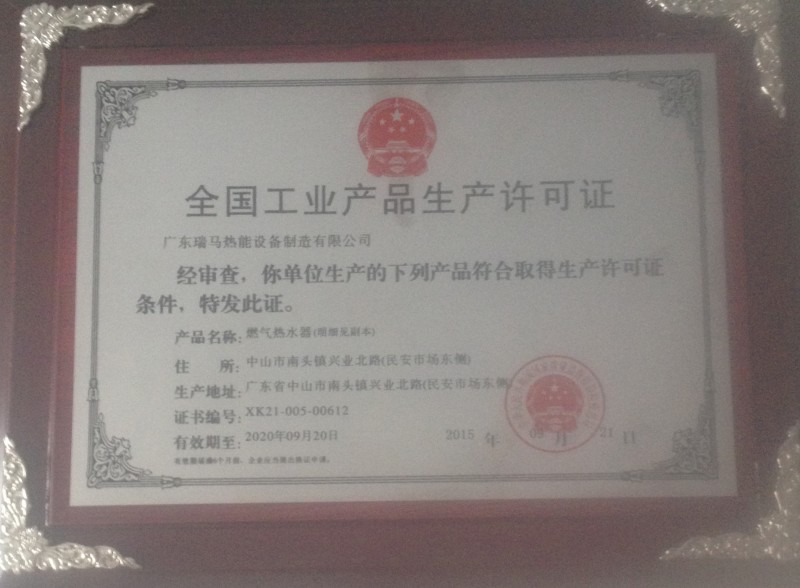 全国工业产品生产许可证
广东瑞马热能设备制造有限公司
经审查，你单位生产的下列产品符合取得生产许可证
条件，特发此证。
产品名称: 燃气热水器(明细见副本)
住 所: 中山市南头镇兴业北路(民安市场东侧)
生产地址: 广东省中山市南头镇兴业北路(民安市场东侧)
证书编号: XK21-005-00612
有效期至: 2020年09月20日 2015 年 09 月 21 日